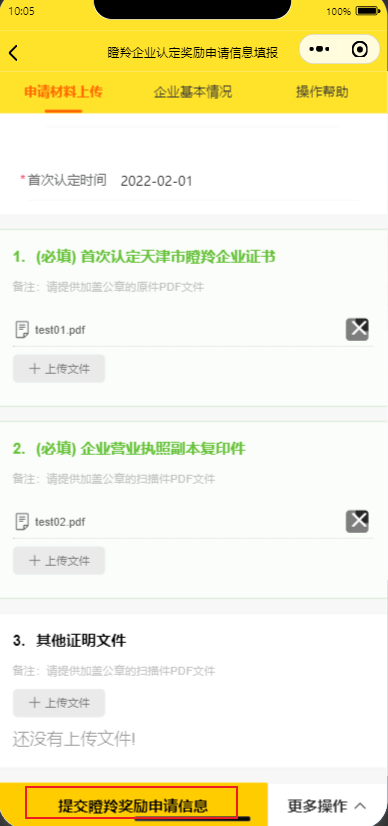 10:05
100%
瞪羚企业认定奖励申请信息填报
申请材料上传 企业基本情况 操作帮助
*首次认定时间 2022-02-01
1. (必填) 首次认定天津市瞪羚企业证书
备注：请提供加盖公章的原件PDF文件
test01.pdf
+ 上传文件
2. (必填) 企业营业执照副本复印件
备注：请提供加盖公章的扫描件PDF文件
test02.pdf
+ 上传文件
3. 其他证明文件
备注：请提供加盖公章的扫描件PDF文件
+ 上传文件
还没有上传文件!
提交瞪羚奖励申请信息 更多操作